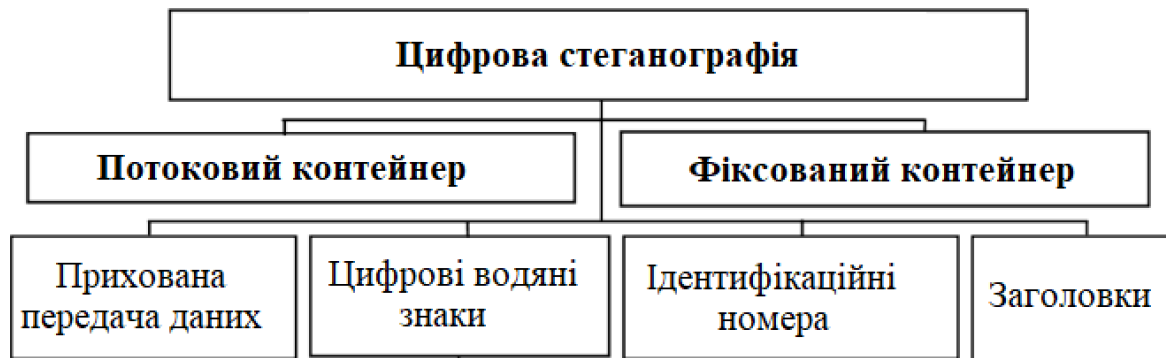 Цифрова стеганографія
Потоковий контейнер
Фіксований контейнер
Прихована
передача даних
Цифрові водяні
знаки
Ідентифікаційні
номера
Заголовки